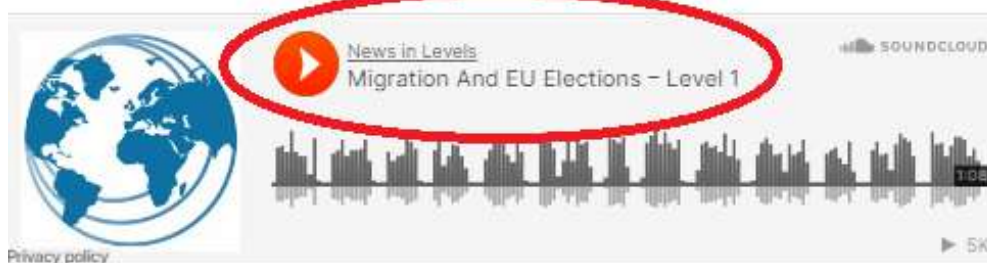 News in Levels
SOUNDCLOUD
Migration And EU Elections – Level 1
1:08
5K
Privacy policy